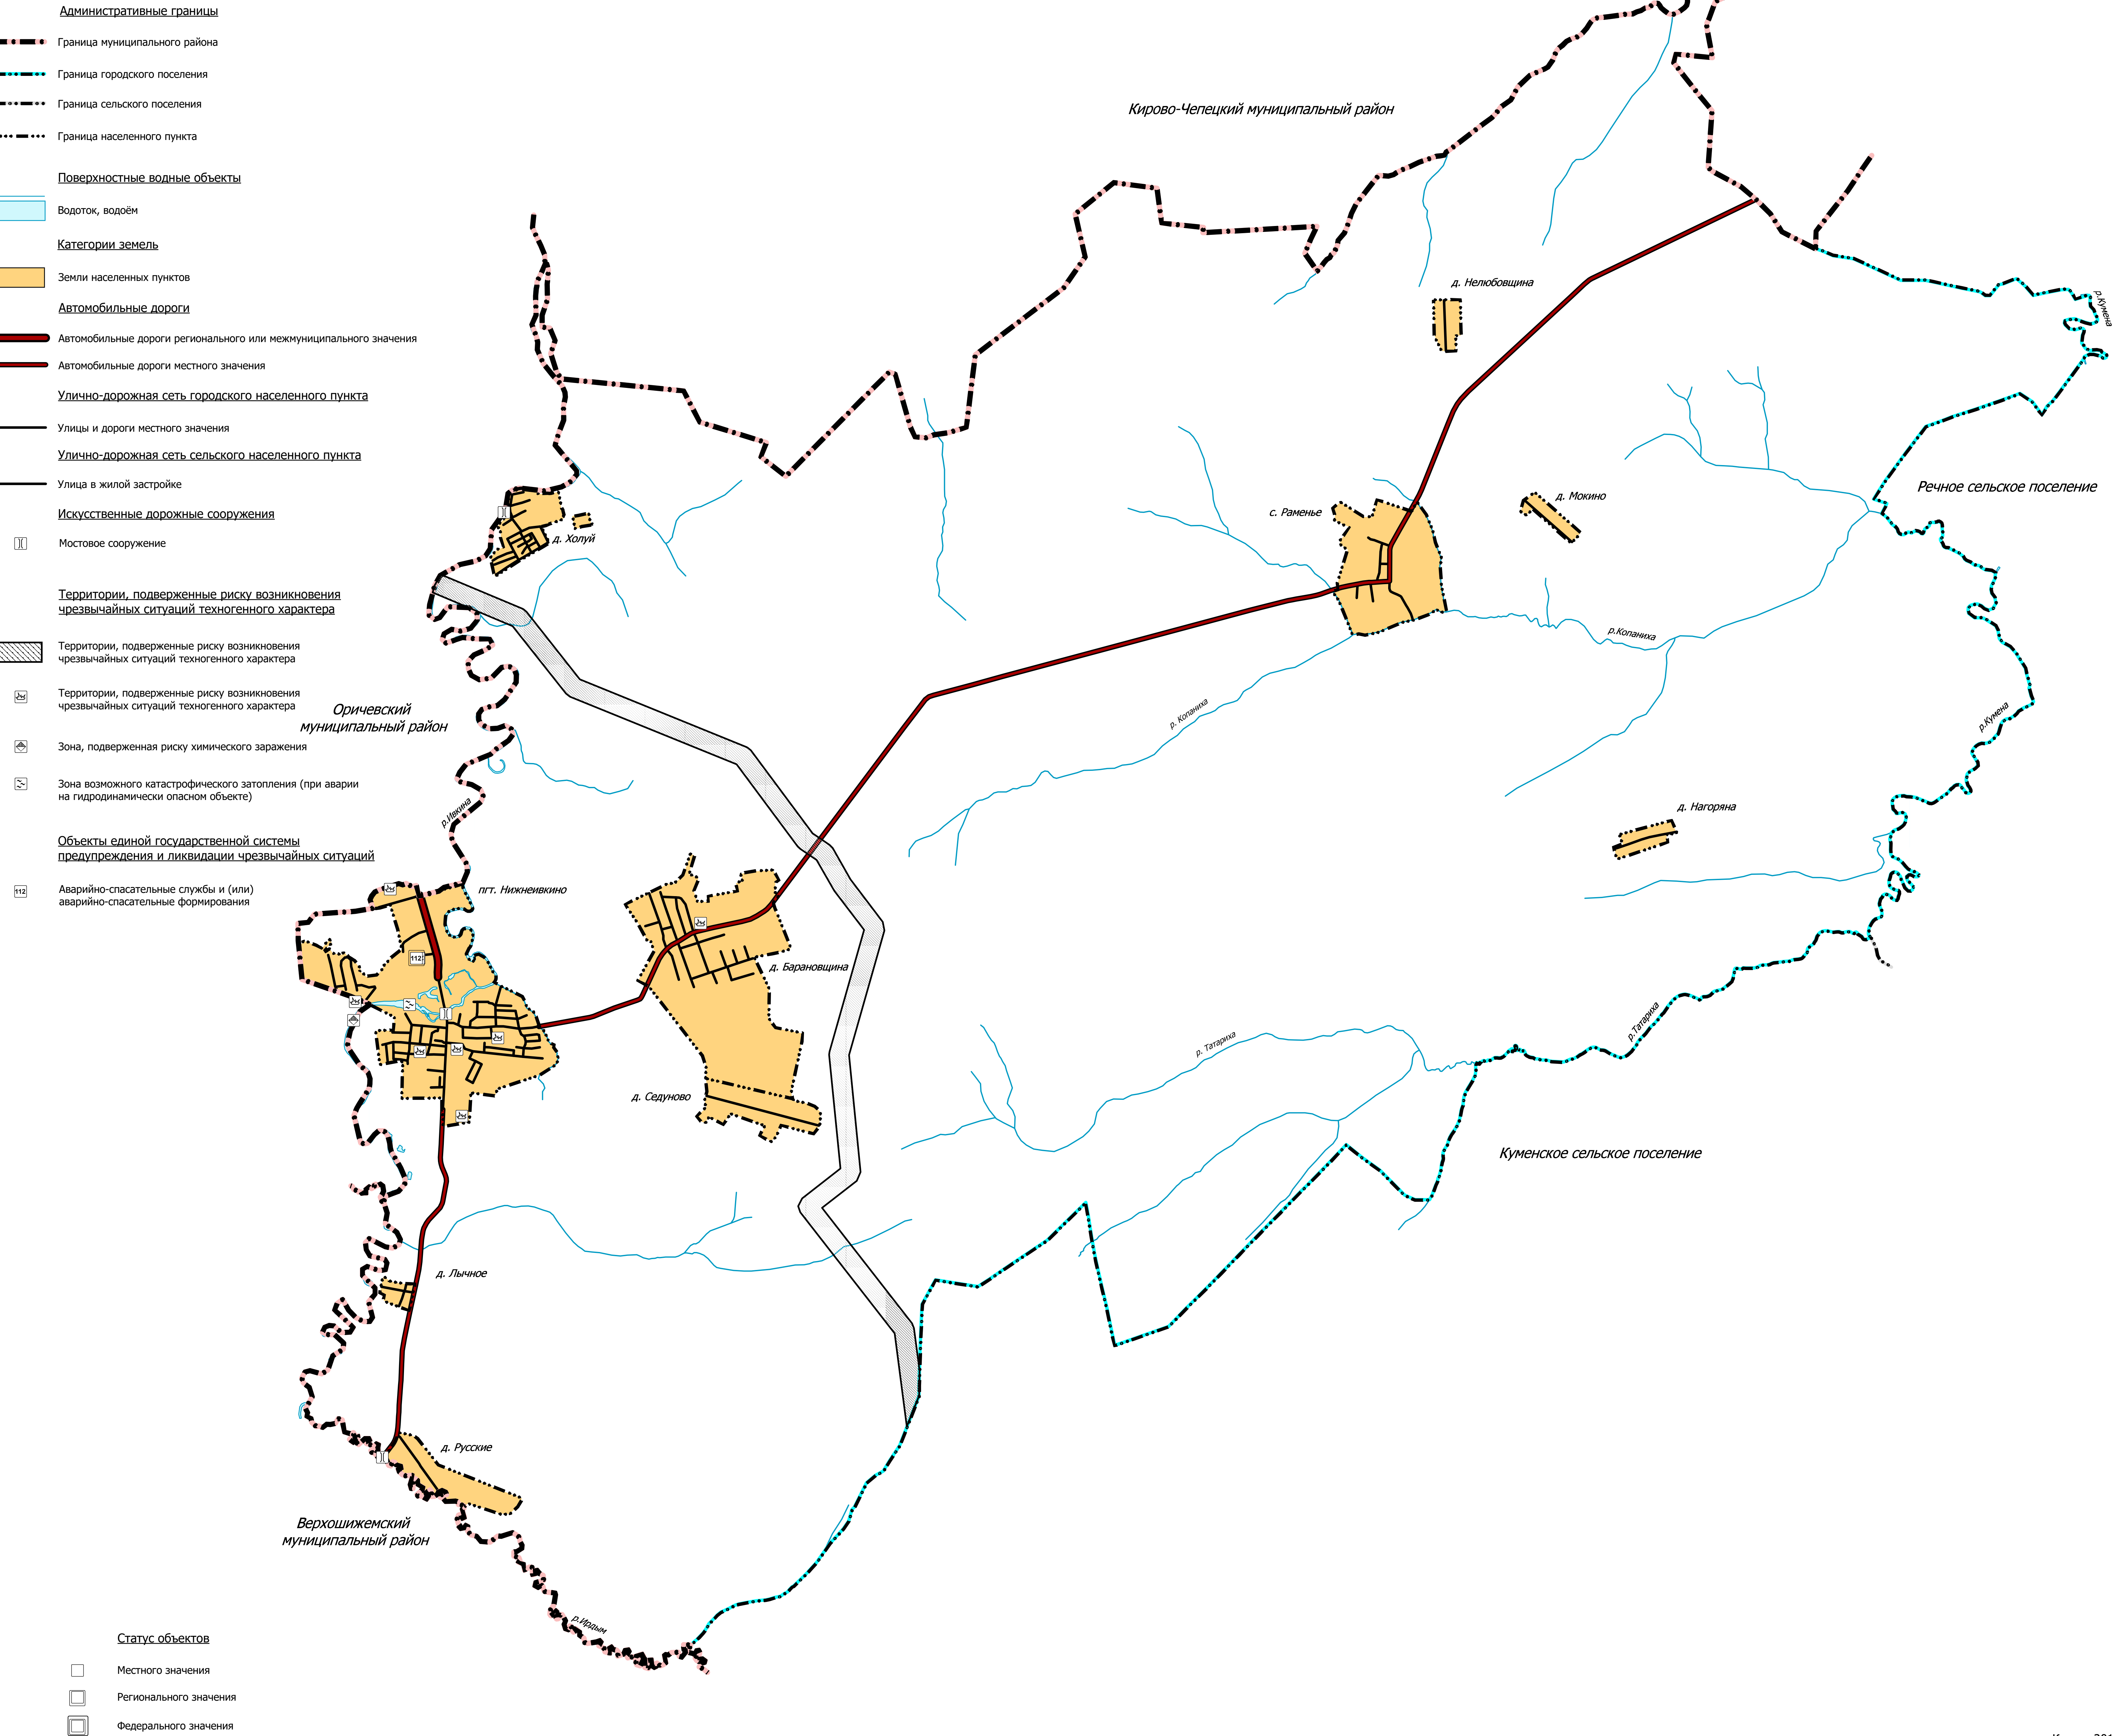 Административные границы
Граница муниципального района
Граница городского поселения
Граница сельского поселения
Граница населенного пункта
Поверхностные водные объекты
Водоток, водоём
Категории земель
Земли населенных пунктов
Автомобильные дороги
Автомобильные дороги регионального или межмуниципального значения
Автомобильные дороги местного значения
Улично-дорожная сеть городского населенного пункта
Улицы и дороги местного значения
Улично-дорожная сеть сельского населенного пункта
Улица в жилой застройке
Искусственные дорожные сооружения
Мостовое сооружение
Территории, подверженные риску возникновения
чрезвычайных ситуаций техногенного характера
Территории, подверженные риску возникновения
чрезвычайных ситуаций техногенного характера
Территории, подверженные риску возникновения
чрезвычайных ситуаций техногенного характера
Зона, подверженная риску химического заражения
Зона возможного катастрофического затопления (при аварии
на гидродинамически опасном объекте)
Объекты единой государственной системы
предупреждения и ликвидации чрезвычайных ситуаций
112
Аварийно-спасательные службы и (или)
аварийно-спасательные формирования
Кирово-Чепецкий муниципальный район
д. Нелюбовщина
р.Кумена
Речное сельское поселение
д. Мокино
с. Раменье
д. Холуй
р.Копаниха
р. Копаниха
Оричевский
муниципальный район
р.Кумена
р.Ивкина
д. Нагоряна
пгт. Нижнеивкино
112
д. Барановщина
р.Татариха
р. Татариха
д. Седуново
Куменское сельское поселение
д. Лычное
д. Русские
Верхошижемский
муниципальный район
р.Ирдым
Статус объектов
Местного значения
Регионального значения
Федерального значения